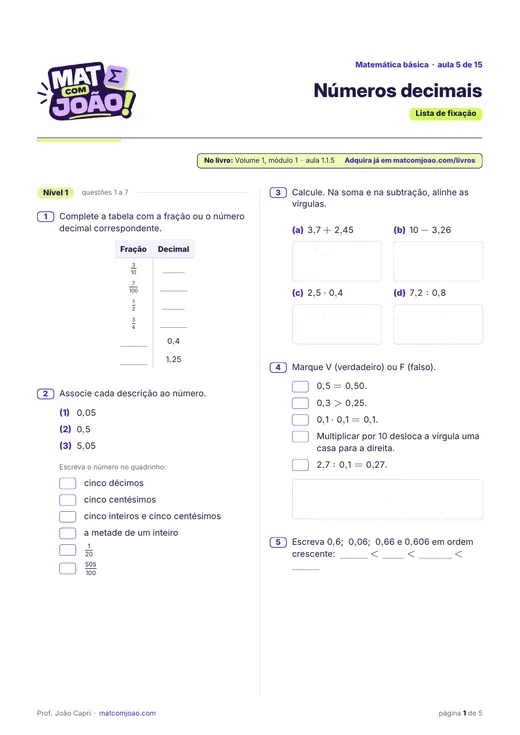 MAT Σ
COM
JOÃO!
Matemática básica · aula 5 de 15
Números decimais
Lista de fixação
No livro: Volume 1, módulo 1 · aula 1.1.5 Adquira já em matcomjoao.com/livros
Nível 1 questões 1 a 7
1 Complete a tabela com a fração ou o número
decimal correspondente.
Fração Decimal
3/10 ____
7/100 ____
1/2 ____
3/4 ____
____ 0,4
____ 1,25
2 Associe cada descrição ao número.
(1) 0,05
(2) 0,5
(3) 5,05
Escreva o número no quadrinho:
cinco décimos
cinco centésimos
cinco inteiros e cinco centésimos
a metade de um inteiro
1/20
505/100
3 Calcule. Na soma e na subtração, alinhe as
vírgulas.
(a) 3,7 + 2,45 (b) 10 − 3,26
(c) 2,5 · 0,4 (d) 7,2 : 0,8
4 Marque V (verdadeiro) ou F (falso).
0,5 = 0,50.
0,3 > 0,25.
0,1 · 0,1 = 0,1.
Multiplicar por 10 desloca a vírgula uma
casa para a direita.
2,7 : 0,1 = 0,27.
5 Escreva 0,6; 0,06; 0,66 e 0,606 em ordem
crescente: ____ < ____ < ____ <
____
Prof. João Capri · matcomjoao.com
página 1 de 5